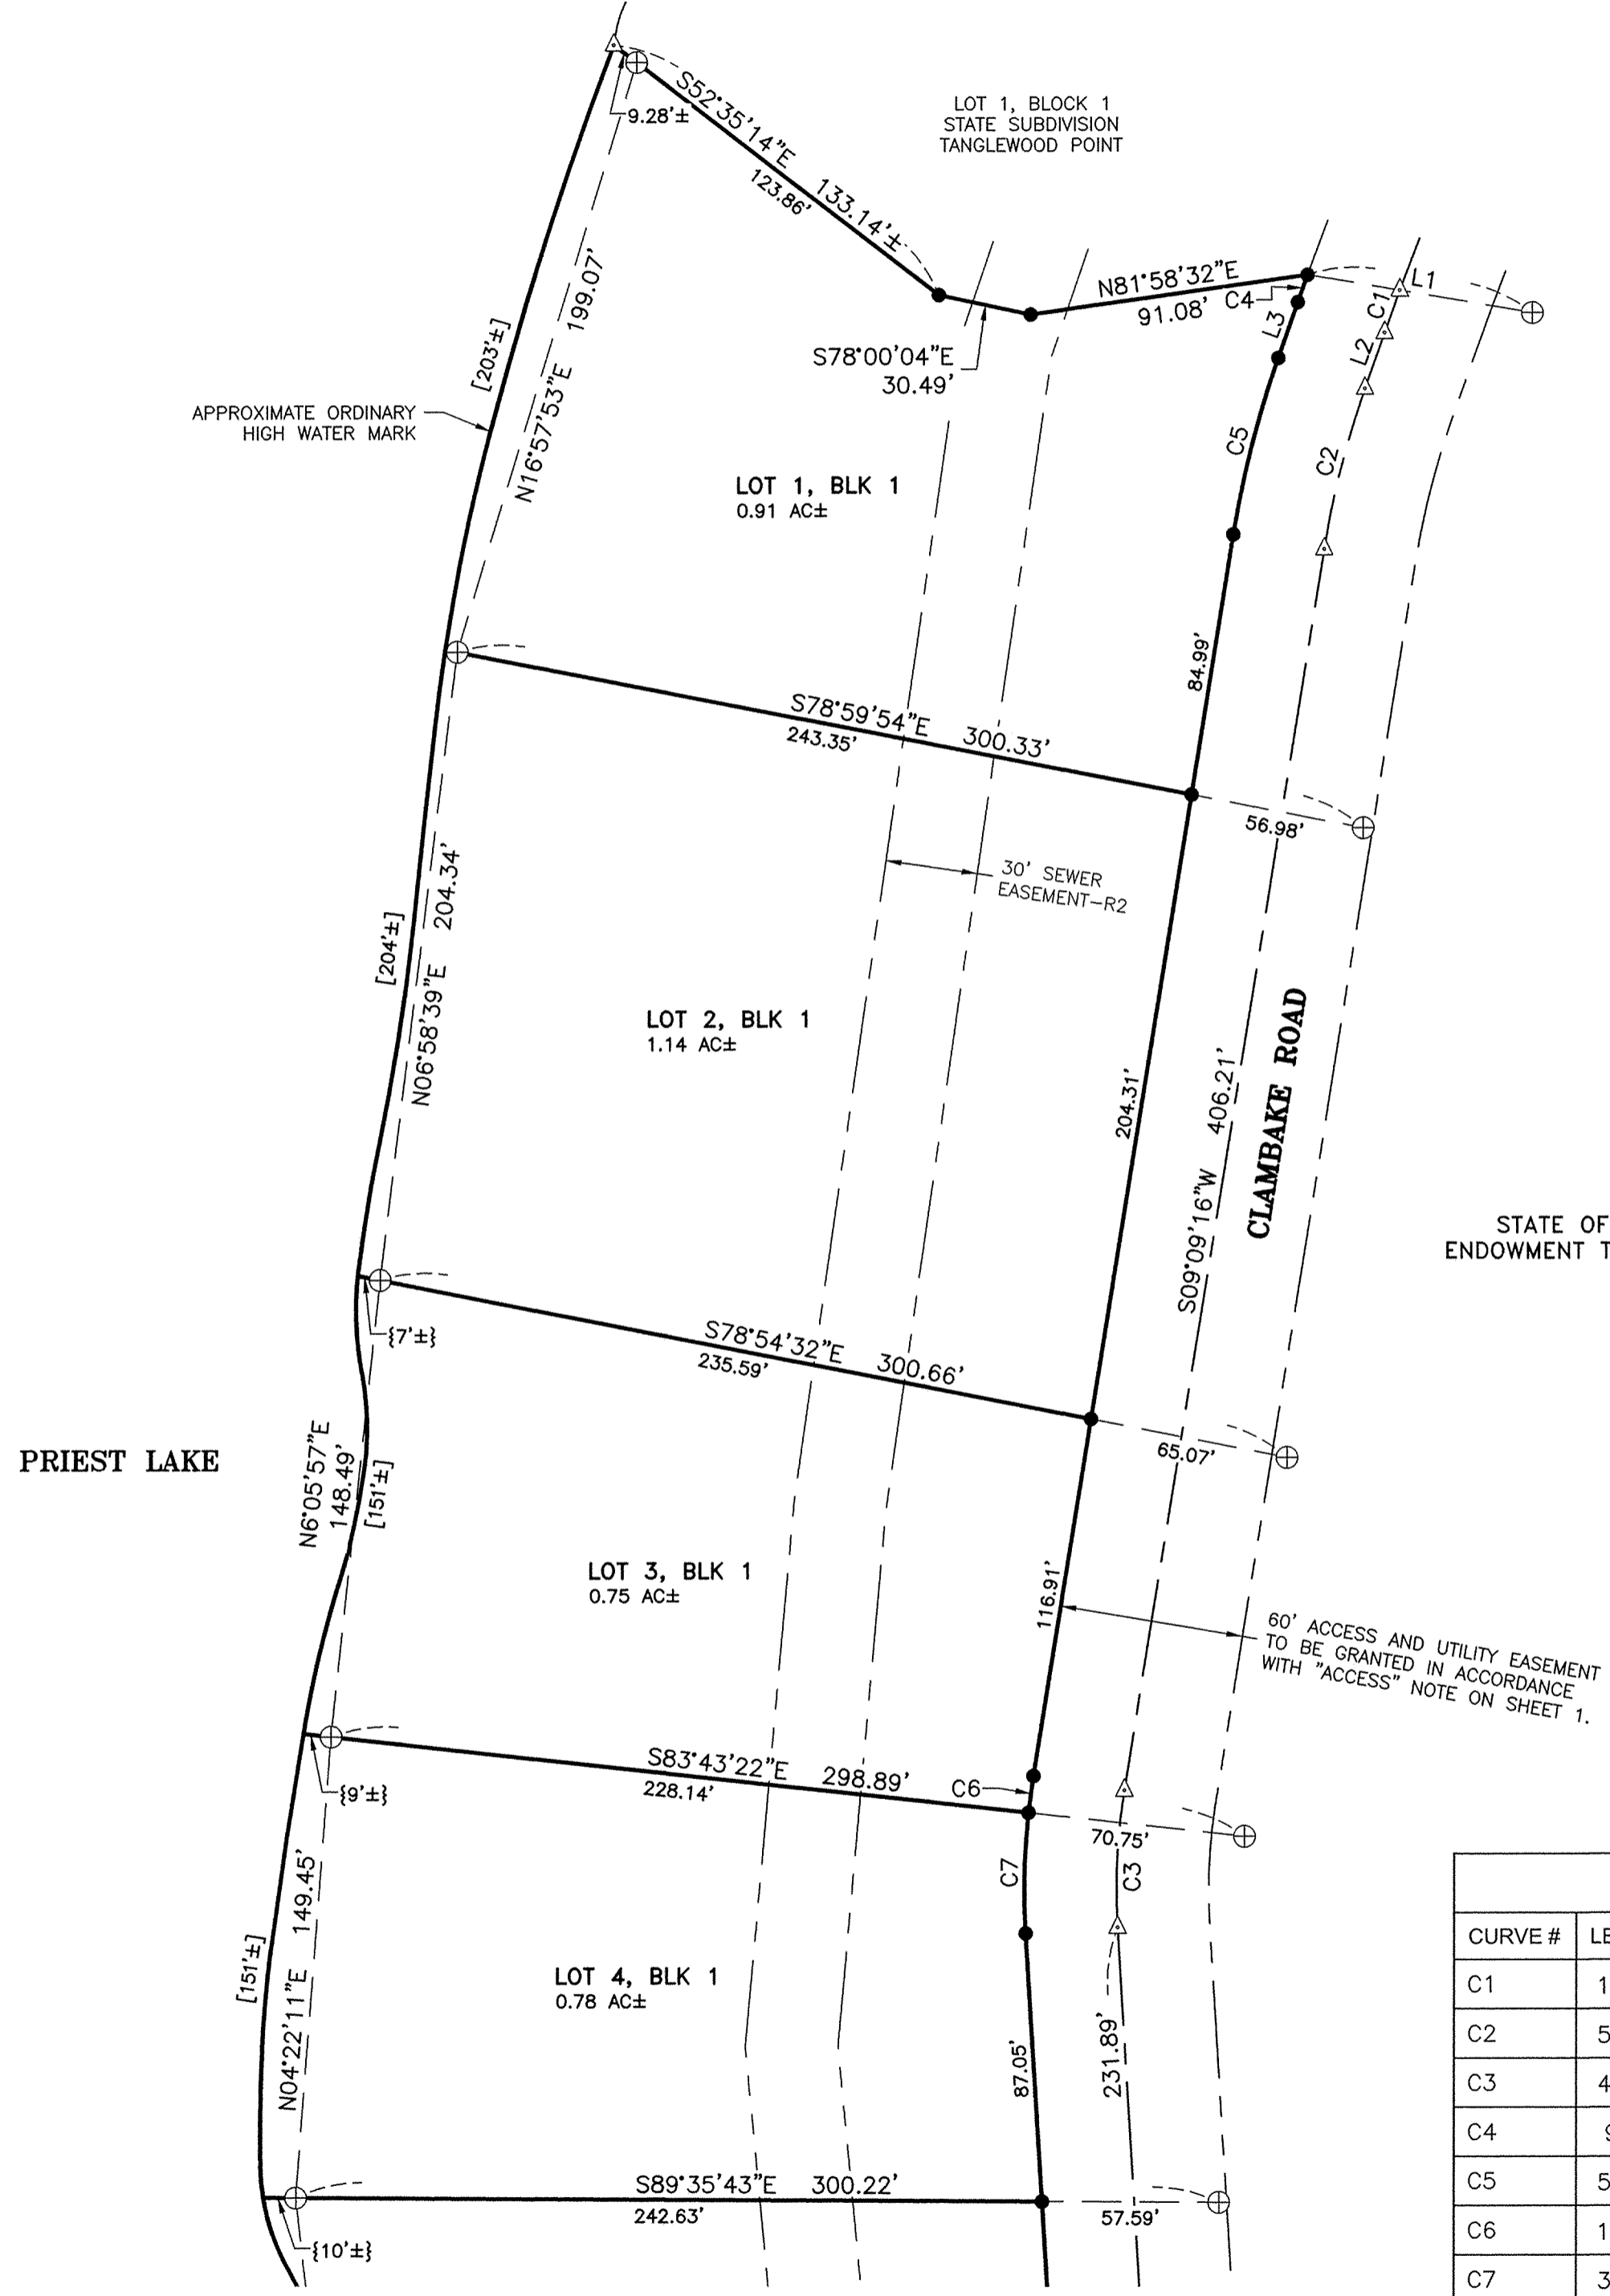 S52°35'14"E 133.14'±
123.86'
9.28'±
LOT 1, BLOCK 1
STATE SUBDIVISION
TANGLEWOOD POINT
N81°58'32"E
91.08'
C4
L1
C1
L3
L2
S78°00'04"E
30.49'
N16°57'53"E 199.07'
[203'±]
APPROXIMATE ORDINARY
HIGH WATER MARK
C5
C2
LOT 1, BLK 1
0.91 AC±
84.99'
S78°59'54"E 300.33'
243.35'
56.98'
30' SEWER
EASEMENT-R2
N06°58'39"E 204.34'
[204'±]
LOT 2, BLK 1
1.14 AC±
204.31'
S09°09'16"W 406.21'
CLAMBAKE ROAD
STATE OF
ENDOWMENT T
{7'±}
S78°54'32"E 300.66'
235.59'
65.07'
PRIEST LAKE
N6°05'57"E
148.49'
[151'±]
LOT 3, BLK 1
0.75 AC±
116.91'
60' ACCESS AND UTILITY EASEMENT
TO BE GRANTED IN ACCORDANCE
WITH "ACCESS" NOTE ON SHEET 1.
S83°43'22"E 298.89'
228.14'
C6
{9'±}
70.75'
C7
C3
N04°22'11"E 149.45'
[151'±]
LOT 4, BLK 1
0.78 AC±
87.05'
231.89'
S89°35'43"E 300.22'
242.63'
57.59'
{10'±}
CURVE # LE
C1 1
C2 5
C3 4
C4 9
C5 5
C6 1
C7 3